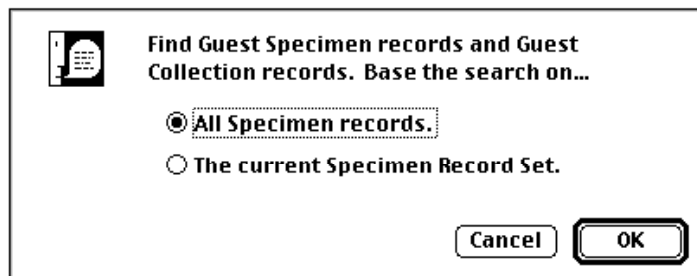 Find Guest Specimen records and Guest
Collection records. Base the search on...
All Specimen records.
The current Specimen Record Set.
Cancel OK